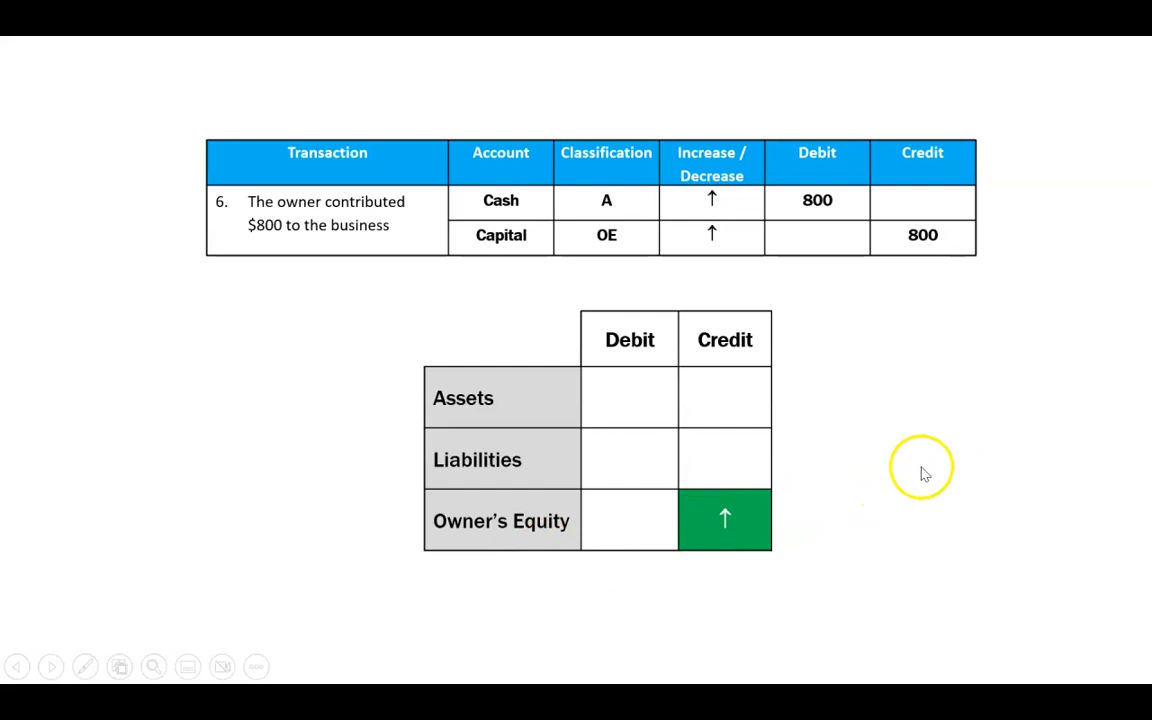 Transaction Account Classification Increase / Debit Credit
Decrease
6. The owner contributed Cash A ↑ 800
$800 to the business
Capital OE ↑ 800
Debit Credit
Assets
Liabilities
Owner's Equity ↑